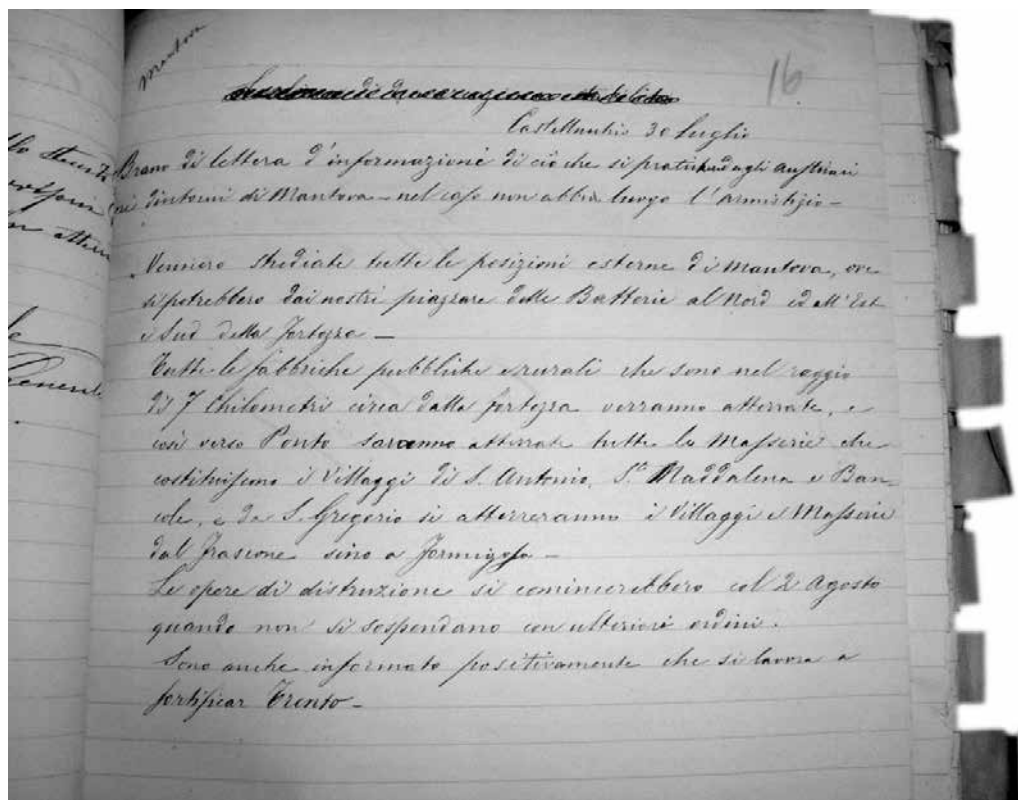 Mantova
16
30 Luglio
Brano di lettera d'informazione di ciò che si pratica dagli Austriaci
dintorni di Mantova – nel caso non abbia luogo l'Armistizio –
Vennero studiate tutte le posizioni esterne di Mantova, ove
si potrebbero dai nostri piazzare delle Batterie al Nord ed all'Est
e Sud della fortezza –
Tutte le fabbriche pubbliche e rurali che sono nel raggio
di 7 Chilometri circa dalla fortezza verranno atterrate, e
così verso Porto saranno atterrate tutte le Masserie che
costituiscono i Villaggi di S. Antonio, S.a Maddalena e Ban
cole, e da S. Gregorio si atterreranno i Villaggi e Masserie
dal Frassine sino a Formigosa –
Le opere di distruzione si comincerebbero col 2 Agosto
quando non si sospendano con ulteriori ordini.
Sono anche informato positivamente che si lavora a
fortificar Trento –